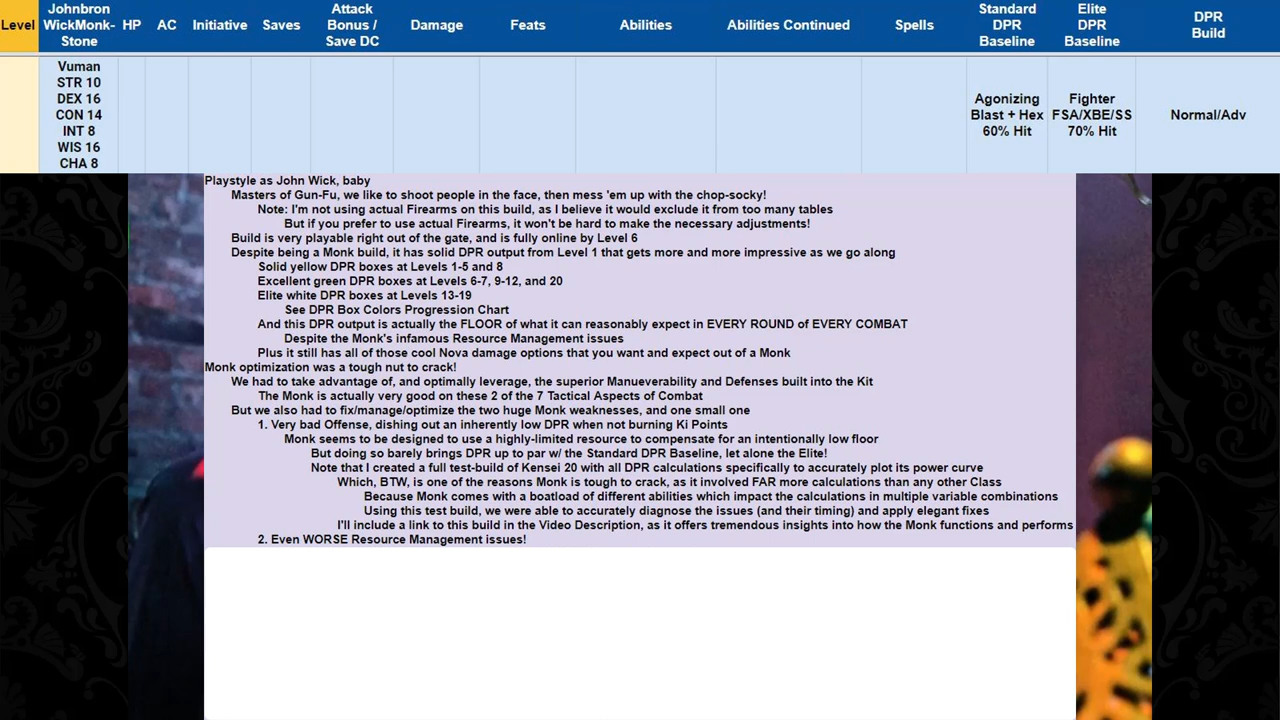 Level
Johnbron
WickMonk-
Stone
HP
AC
Initiative
Saves
Attack
Bonus /
Save DC
Damage
Feats
Abilities
Abilities Continued
Spells
Standard
DPR
Baseline
Elite
DPR
Baseline
DPR
Build
Vuman
STR 10
DEX 16
CON 14
INT 8
WIS 16
CHA 8
Agonizing
Blast + Hex
60% Hit
Fighter
FSA/XBE/SS
70% Hit
Normal/Adv
Playstyle as John Wick, baby
Masters of Gun-Fu, we like to shoot people in the face, then mess 'em up with the chop-socky!
Note: I'm not using actual Firearms on this build, as I believe it would exclude it from too many tables
But if you prefer to use actual Firearms, it won't be hard to make the necessary adjustments!
Build is very playable right out of the gate, and is fully online by Level 6
Despite being a Monk build, it has solid DPR output from Level 1 that gets more and more impressive as we go along
Solid yellow DPR boxes at Levels 1-5 and 8
Excellent green DPR boxes at Levels 6-7, 9-12, and 20
Elite white DPR boxes at Levels 13-19
See DPR Box Colors Progression Chart
And this DPR output is actually the FLOOR of what it can reasonably expect in EVERY ROUND of EVERY COMBAT
Despite the Monk's infamous Resource Management issues
Plus it still has all of those cool Nova damage options that you want and expect out of a Monk
Monk optimization was a tough nut to crack!
We had to take advantage of, and optimally leverage, the superior Manueverability and Defenses built into the Kit
The Monk is actually very good on these 2 of the 7 Tactical Aspects of Combat
But we also had to fix/manage/optimize the two huge Monk weaknesses, and one small one
1. Very bad Offense, dishing out an inherently low DPR when not burning Ki Points
Monk seems to be designed to use a highly-limited resource to compensate for an intentionally low floor
But doing so barely brings DPR up to par w/ the Standard DPR Baseline, let alone the Elite!
Note that I created a full test-build of Kensei 20 with all DPR calculations specifically to accurately plot its power curve
Which, BTW, is one of the reasons Monk is tough to crack, as it involved FAR more calculations than any other Class
Because Monk comes with a boatload of different abilities which impact the calculations in multiple variable combinations
Using this test build, we were able to accurately diagnose the issues (and their timing) and apply elegant fixes
I'll include a link to this build in the Video Description, as it offers tremendous insights into how the Monk functions and performs
2. Even WORSE Resource Management issues!